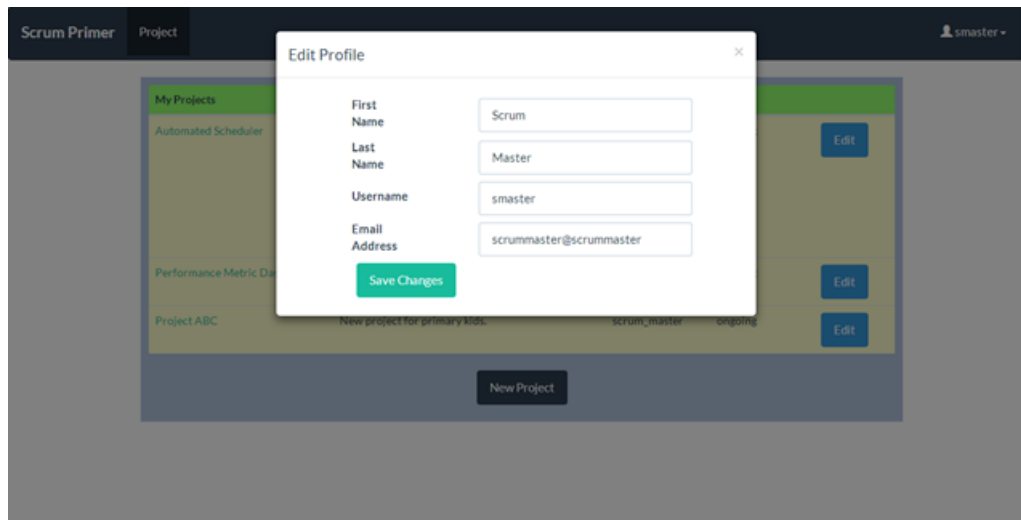 Scrum Primer Project smaster
Edit Profile ×
My Projects
First
Name
Scrum
Automated Scheduler
Edit
Last
Name
Master
Username
smaster
Email
Address
scrummaster@scrummaster
Performance Metric
Save Changes
Edit
Project ABC New project for primary kids. scrum_master ongoing
Edit
New Project